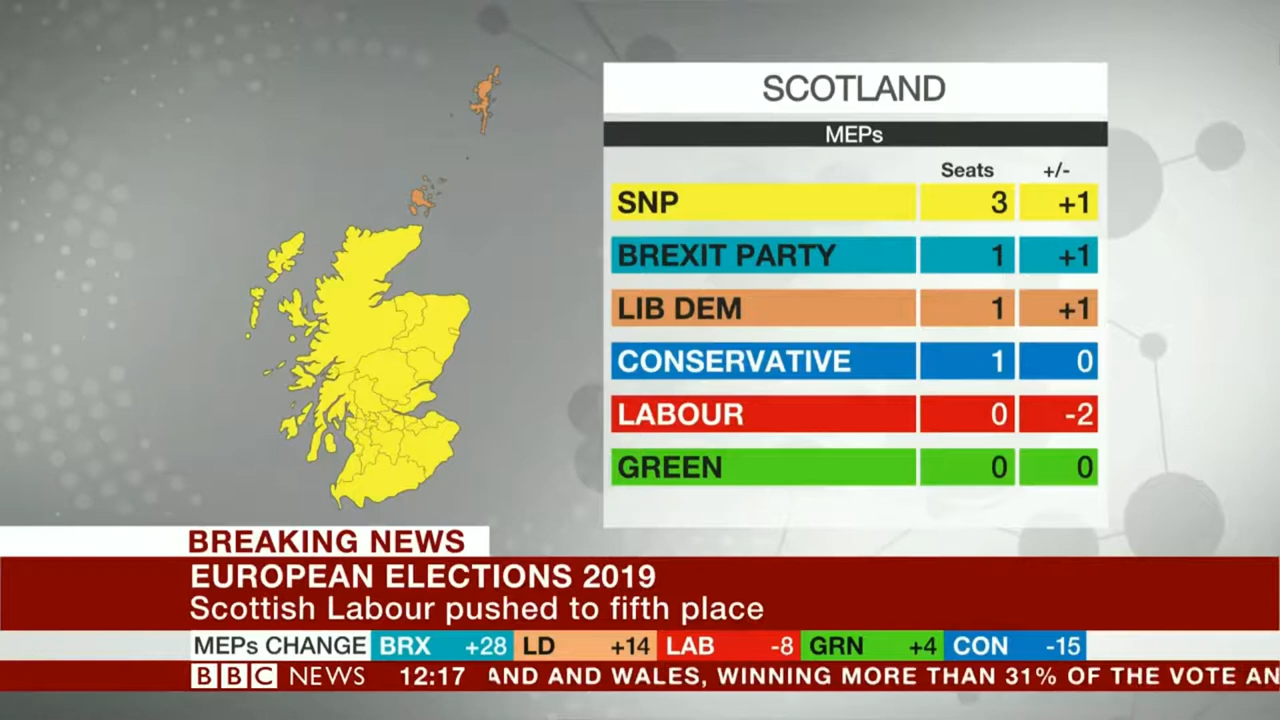 SCOTLAND
MEPs
Seats +/-
SNP 3 +1
BREXIT PARTY 1 +1
LIB DEM 1 +1
CONSERVATIVE 1 0
LABOUR 0 -2
GREEN 0 0
BREAKING NEWS
EUROPEAN ELECTIONS 2019
Scottish Labour pushed to fifth place
MEPs CHANGE BRX +28 LD +14 LAB -8 GRN +4 CON -15
BBC NEWS 12:17 AND AND WALES, WINNING MORE THAN 31% OF THE VOTE AN